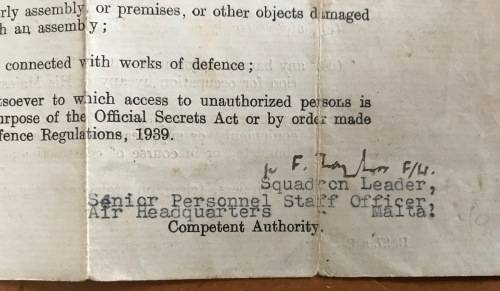 rly assembly, or premises, or other objects damaged
h an assembly;
connected with works of defence;
tsoever to which access to unauthorized persons is
urpose of the Official Secrets Act or by order made
fence Regulations, 1939.
F. F/Lt.
Squadron Leader,
Senior Personnel Staff Officer,
Air Headquarters Malta.
Competent Authority.